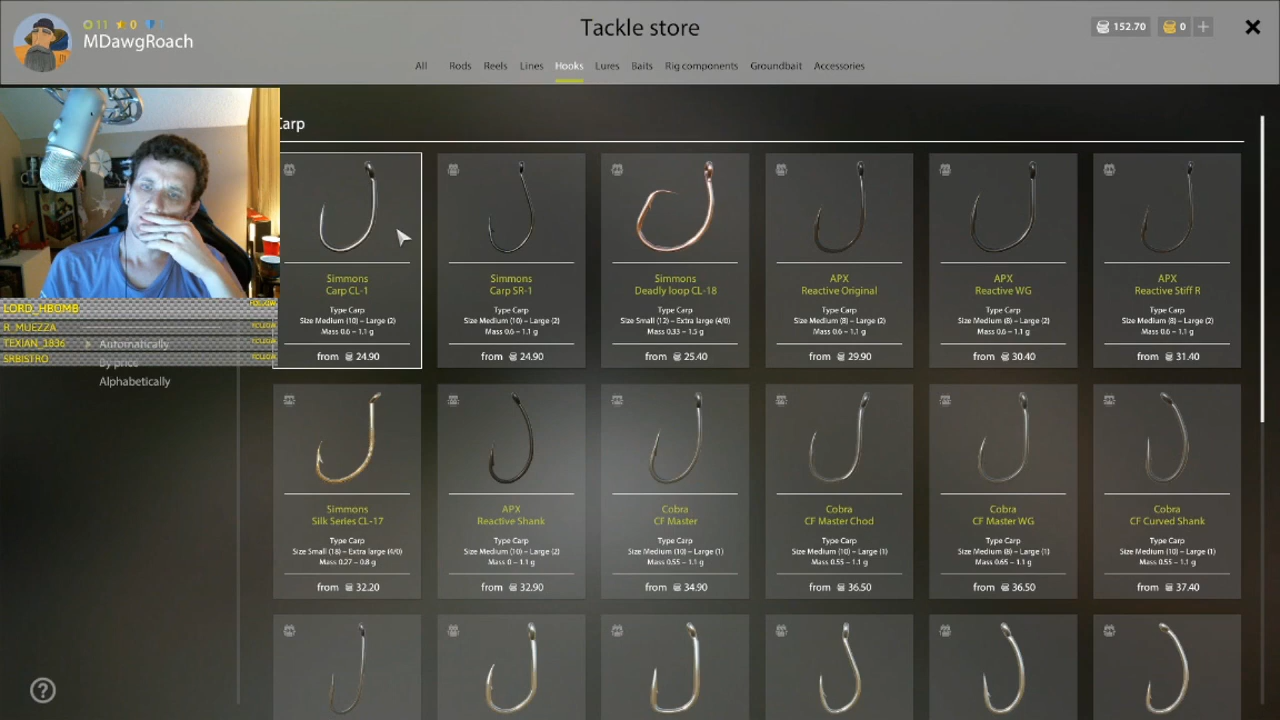 11 0
MDawgRoach
Tackle store
152.70
0
All Rods Reels Lines Hooks Lures Baits Rig components Groundbait Accessories
Carp
Simmons
Carp CL-1
Type Carp
Size Medium (10) – Large (2)
Mass 0.6 – 1.1 g
from 24.90
Simmons
Carp SR-1
Type Carp
Size Medium (10) – Large (2)
Mass 0.6 – 1.1 g
from 24.90
Simmons
Deadly loop CL-18
Type Carp
Size Small (12) – Extra large (4/0)
Mass 0.33 – 1.5 g
from 25.40
APX
Reactive Original
Type Carp
Size Medium (8) – Large (2)
Mass 0.6 – 1.1 g
from 29.90
APX
Reactive WG
Type Carp
Size Medium (8) – Large (2)
Mass 0.6 – 1.1 g
from 30.40
APX
Reactive Stiff R
Type Carp
Size Medium (8) – Large (2)
Mass 0.6 – 1.1 g
from 31.40
LORD_HBOMB
R_MUEZZA
TEXIAN_1836
SRBISTRO
Automatically
By price
Alphabetically
Simmons
Silk Series CL-17
Type Carp
Size Small (18) – Extra large (4/0)
Mass 0.27 – 0.8 g
from 32.20
APX
Reactive Shank
Type Carp
Size Medium (10) – Large (2)
Mass 0 – 1.1 g
from 32.90
Cobra
CF Master
Type Carp
Size Medium (10) – Large (1)
Mass 0.55 – 1.1 g
from 34.90
Cobra
CF Master Chod
Type Carp
Size Medium (10) – Large (1)
Mass 0.55 – 1.1 g
from 36.50
Cobra
CF Master WG
Type Carp
Size Medium (8) – Large (1)
Mass 0.65 – 1.1 g
from 36.50
Cobra
CF Curved Shank
Type Carp
Size Medium (10) – Large (1)
Mass 0.55 – 1.1 g
from 37.40